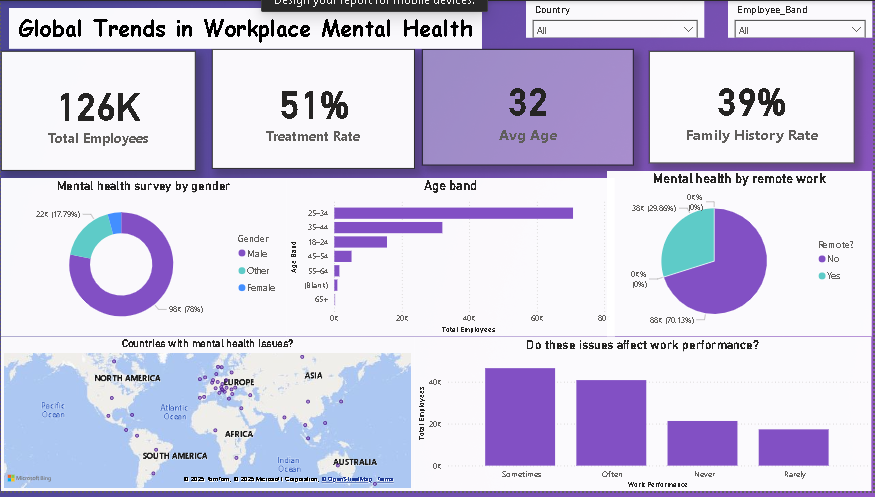 Design your report for mobile devices.
Global Trends in Workplace Mental Health
Country
All
Employee_Band
All
126K
Total Employees
51%
Treatment Rate
32
Avg Age
39%
Family History Rate
Mental health survey by gender
22K (17.79%)
98K (78%)
Gender
Male
Other
Female
Age band
Age Band
25–34
35–44
18–24
45–54
55–64
(Blank)
65+
0K
20K
40K
60K
80
Total Employees
Mental health by remote work
0K%
(0%)
38K (29.86%)
0K%
(0%)
88K (70.13%)
Remote?
No
Yes
Countries with mental health issues?
NORTH AMERICA
EUROPE
ASIA
Pacific
Ocean
Atlantic
Ocean
AFRICA
SOUTH AMERICA
Indian
Ocean
AUSTRALIA
Microsoft Bing
© 2025 TomTom, © 2025 Microsoft Corporation, © OpenStreetMap Terms
Do these issues affect work performance?
Total Employees
40K
20K
0K
Sometimes
Often
Never
Rarely
Work Performance